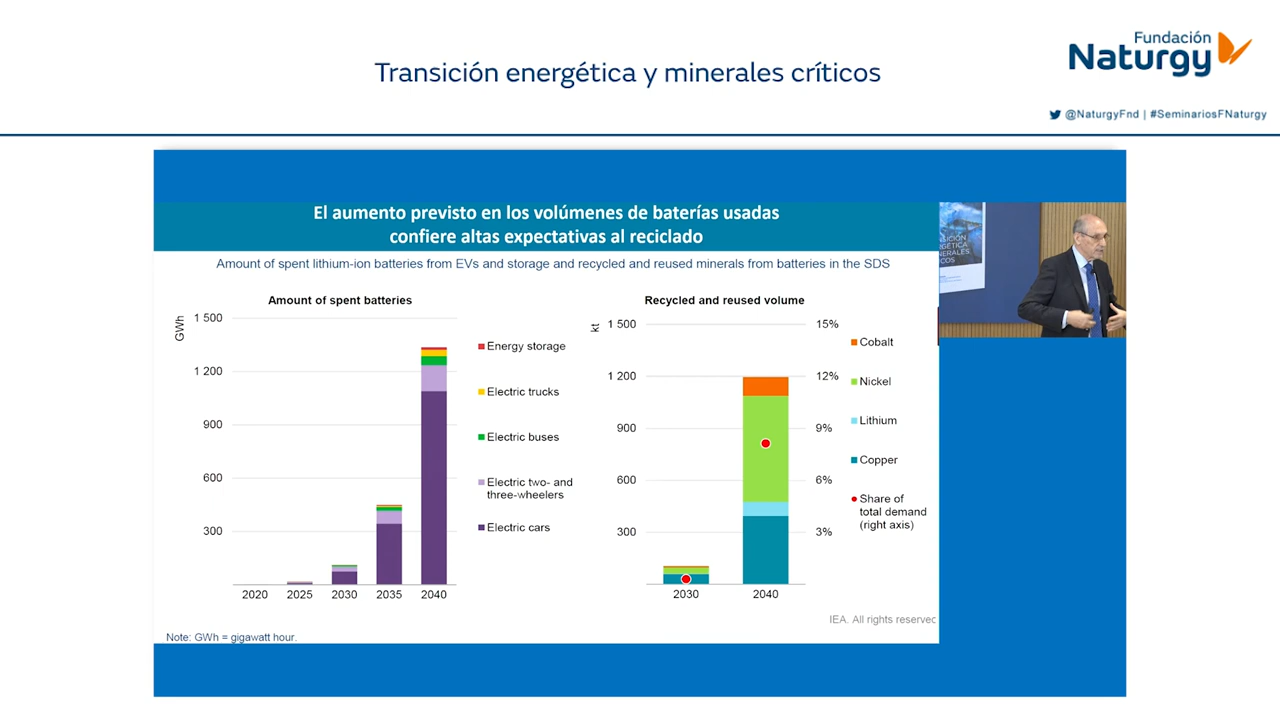 Transición energética y minerales críticos
Fundación
Naturgy
@NaturgyFnd | #SeminariosFNaturgy
El aumento previsto en los volúmenes de baterías usadas
confiere altas expectativas al reciclado
Amount of spent lithium-ion batteries from EVs and storage and recycled and reused minerals from batteries in the SDS
Amount of spent batteries
GWh
1 500
1 200
900
600
300
2020
2025
2030
2035
2040
Energy storage
Electric trucks
Electric buses
Electric two- and
three-wheelers
Electric cars
Recycled and reused volume
kt
1 500
1 200
900
600
300
15%
12%
9%
6%
3%
2030
2040
Cobalt
Nickel
Lithium
Copper
Share of
total demand
(right axis)
IEA. All rights reserved
Note: GWh = gigawatt hour.